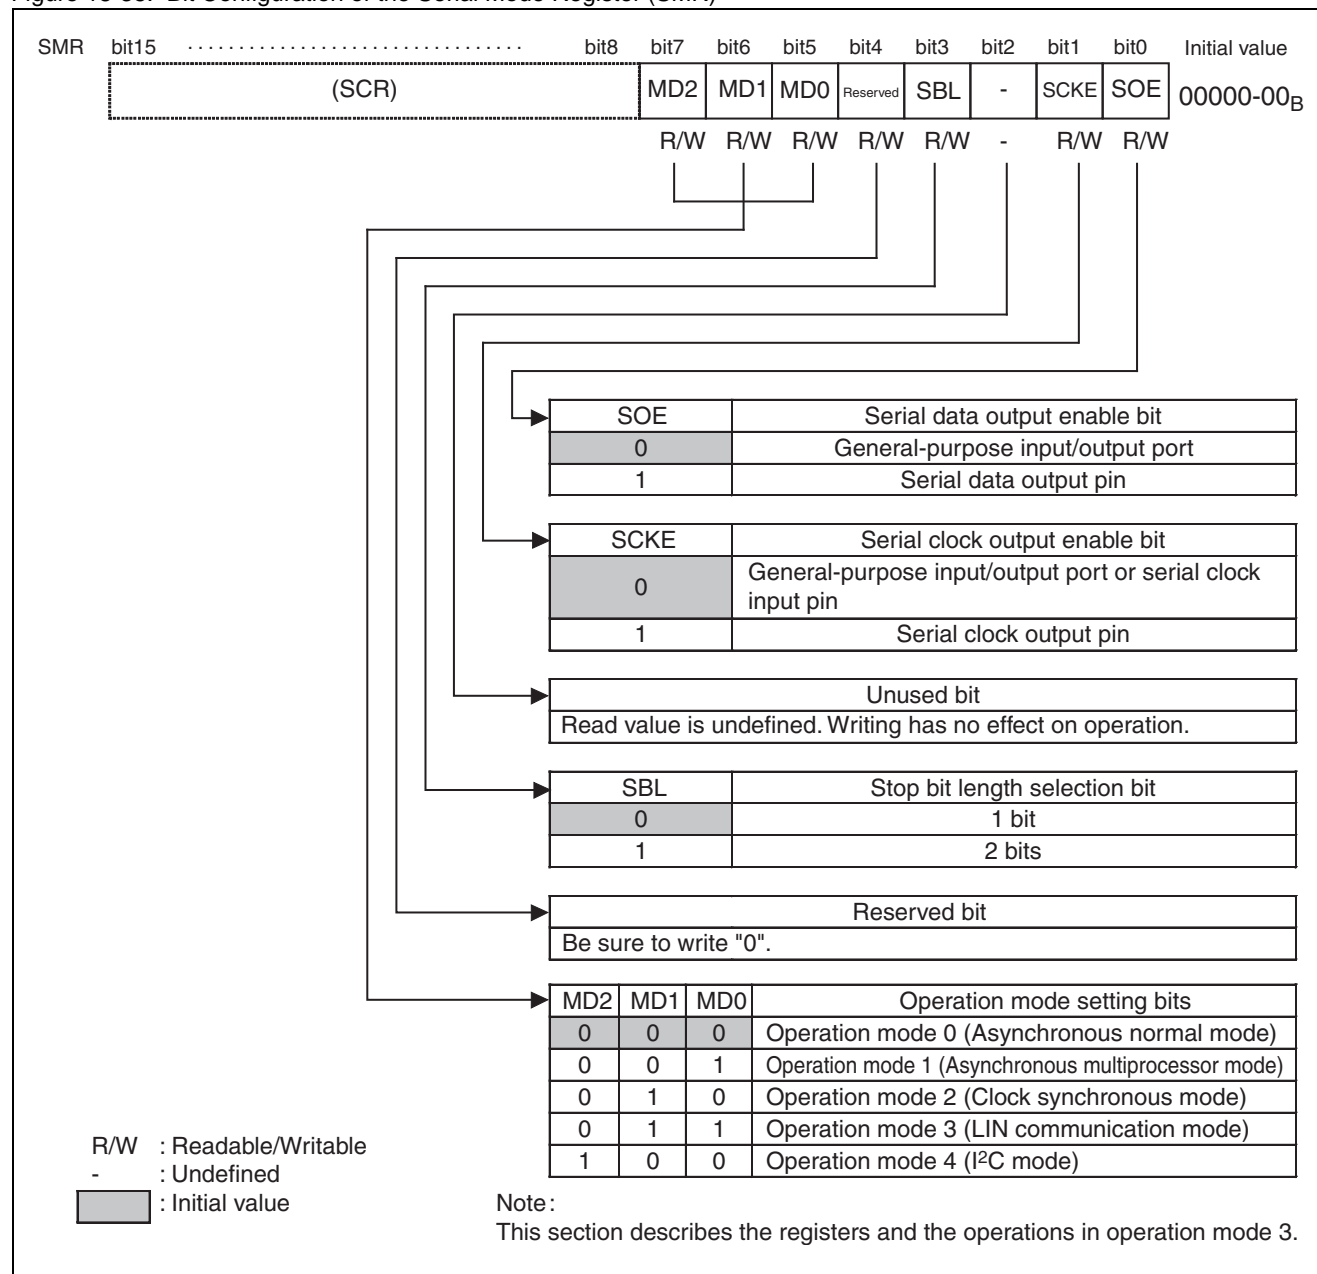 SMR bit15 .................................. bit8 bit7 bit6 bit5 bit4 bit3 bit2 bit1 bit0 Initial value
(SCR) MD2 MD1 MD0 Reserved SBL - SCKE SOE 00000-00B
R/W R/W R/W R/W R/W - R/W R/W
SOE Serial data output enable bit
0 General-purpose input/output port
1 Serial data output pin
SCKE Serial clock output enable bit
0 General-purpose input/output port or serial clock
input pin
1 Serial clock output pin
Unused bit
Read value is undefined. Writing has no effect on operation.
SBL Stop bit length selection bit
0 1 bit
1 2 bits
Reserved bit
Be sure to write "0".
MD2 MD1 MD0 Operation mode setting bits
0 0 0 Operation mode 0 (Asynchronous normal mode)
0 0 1 Operation mode 1 (Asynchronous multiprocessor mode)
0 1 0 Operation mode 2 (Clock synchronous mode)
0 1 1 Operation mode 3 (LIN communication mode)
1 0 0 Operation mode 4 (I²C mode)
R/W : Readable/Writable
- : Undefined
: Initial value
Note:
This section describes the registers and the operations in operation mode 3.